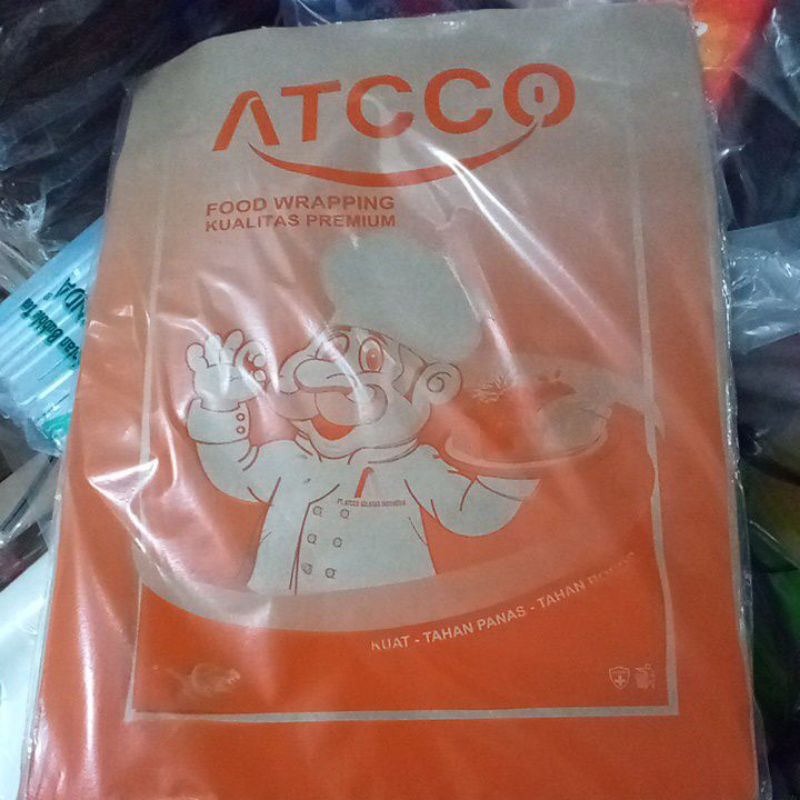 ATCCO
FOOD WRAPPING
KUALITAS PREMIUM
KUAT - TAHAN PANAS - TAHAN